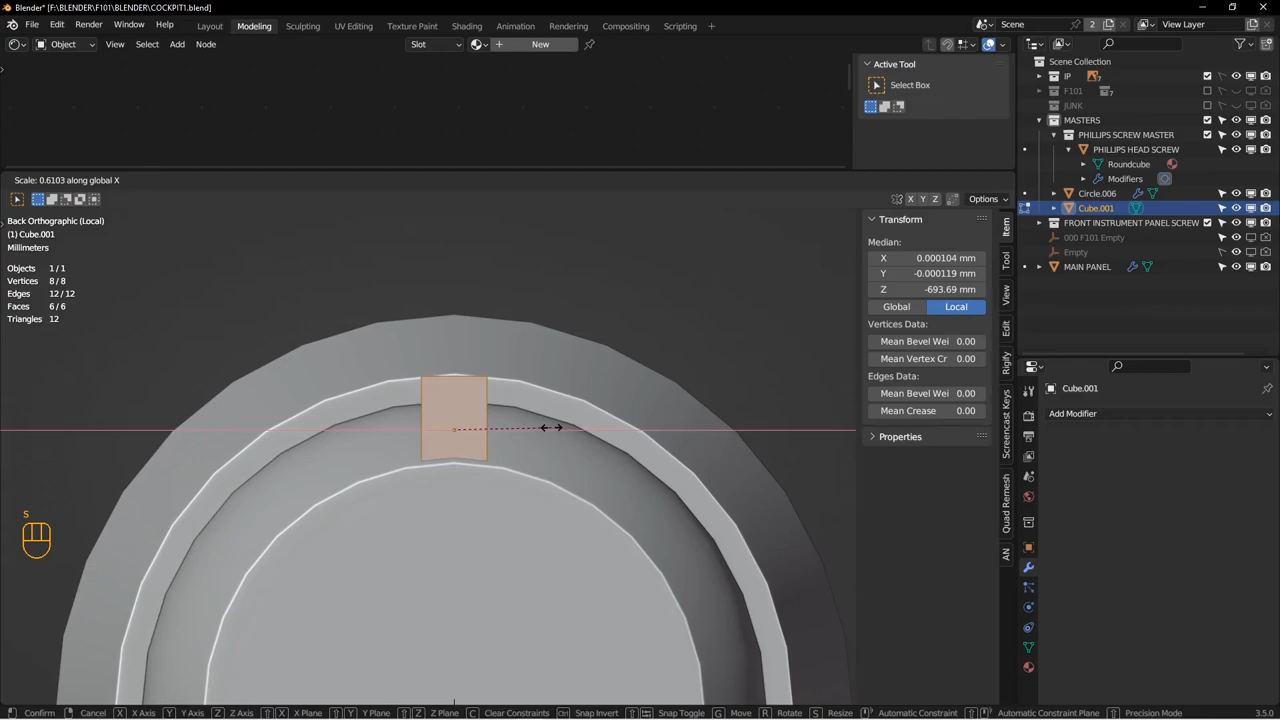 Blender* [F:\BLENDER\F101\BLENDER\COCKPIT1.blend]
File Edit Render Window Help Layout Modeling Sculpting UV Editing Texture Paint Shading Animation Rendering Compositing Scripting + Scene 2 View Layer
Object View Select Add Node Slot New
Active Tool
Select Box
Scene Collection
IP 7
F101 7
JUNK
MASTERS
PHILLIPS SCREW MASTER
PHILLIPS HEAD SCREW
Roundcube
Modifiers
Circle.006
Cube.001
FRONT INSTRUMENT PANEL SCREW
000 F101 Empty
Empty
MAIN PANEL
Scale: 0.6103 along global X
X Y Z Options
Back Orthographic (Local)
(1) Cube.001
Millimeters
Objects 1/1
Vertices 8/8
Edges 12/12
Faces 6/6
Triangles 12
Transform
Median:
X 0.000104 mm
Y -0.000119 mm
Z -693.69 mm
Global Local
Vertices Data:
Mean Bevel Wei 0.00
Mean Vertex Cr 0.00
Edges Data:
Mean Bevel Wei 0.00
Mean Crease 0.00
Properties
Item
Tool
View
Edit
Rigify
Screencast Keys
Quad Remesh
AN
Cube.001
Add Modifier
S
Confirm Cancel X X Axis Y Y Axis Z Z Axis X X Plane Y Y Plane Z Z Plane C Clear Constraints Ctrl Snap Invert Snap Toggle G Move R Rotate S Resize Automatic Constraint Automatic Constraint Plane Precision Mode 3.5.0